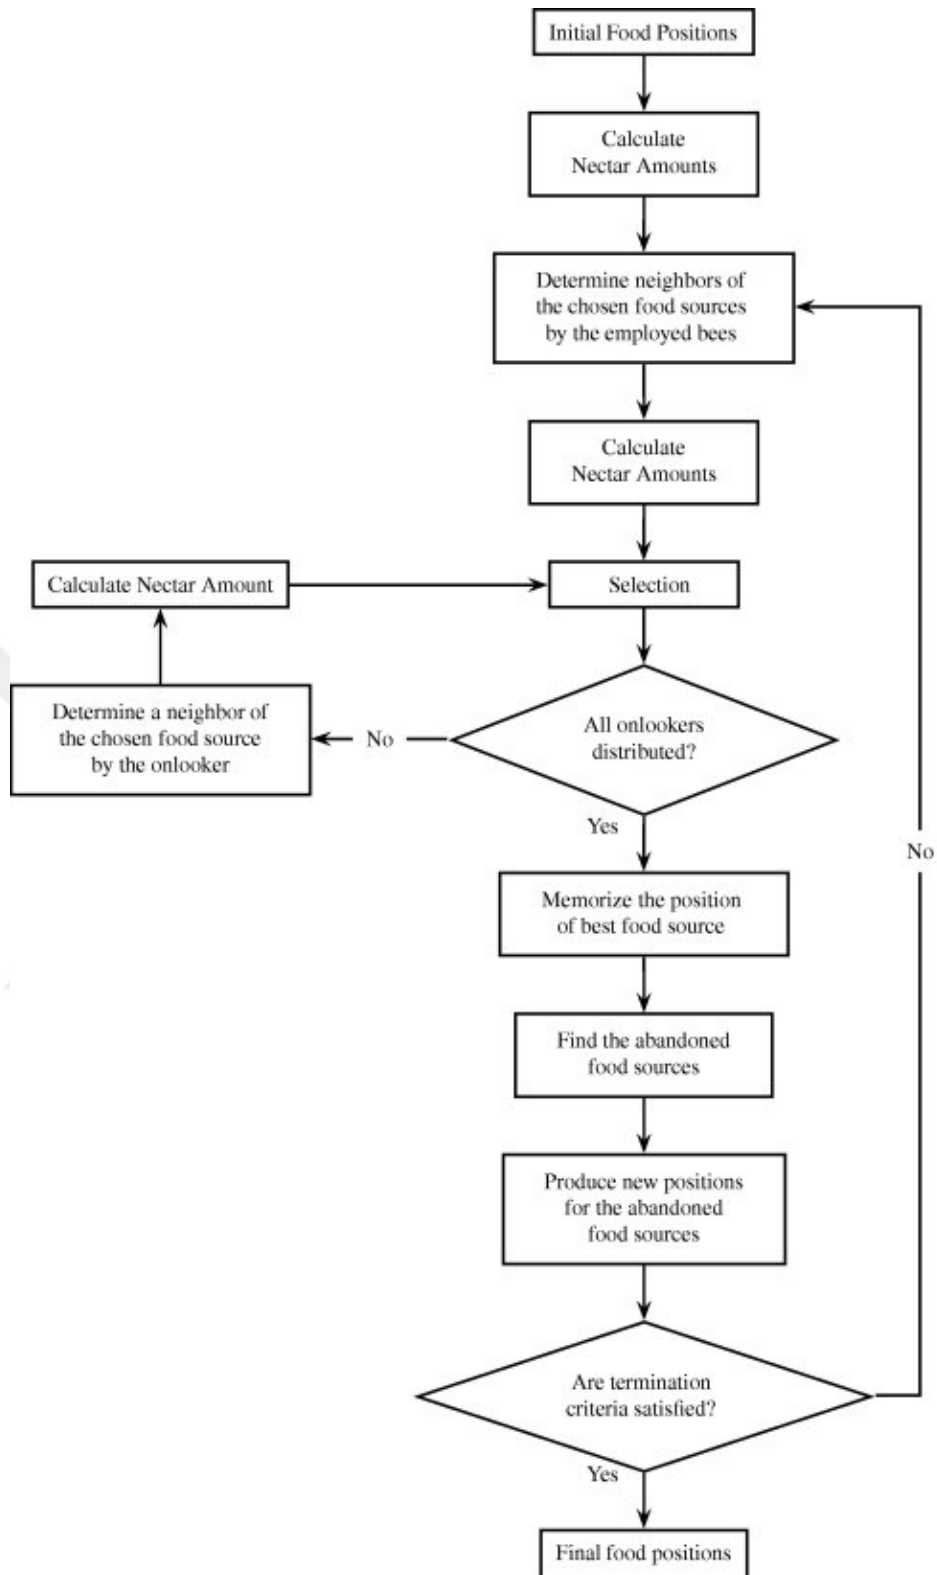 Initial Food Positions
Calculate
Nectar Amounts
Determine neighbors of
the chosen food sources
by the employed bees
Calculate
Nectar Amounts
Calculate Nectar Amount
Selection
Determine a neighbor of
the chosen food source
by the onlooker
No
All onlookers
distributed?
Yes
No
Memorize the position
of best food source
Find the abandoned
food sources
Produce new positions
for the abandoned
food sources
Are termination
criteria satisfied?
Yes
Final food positions